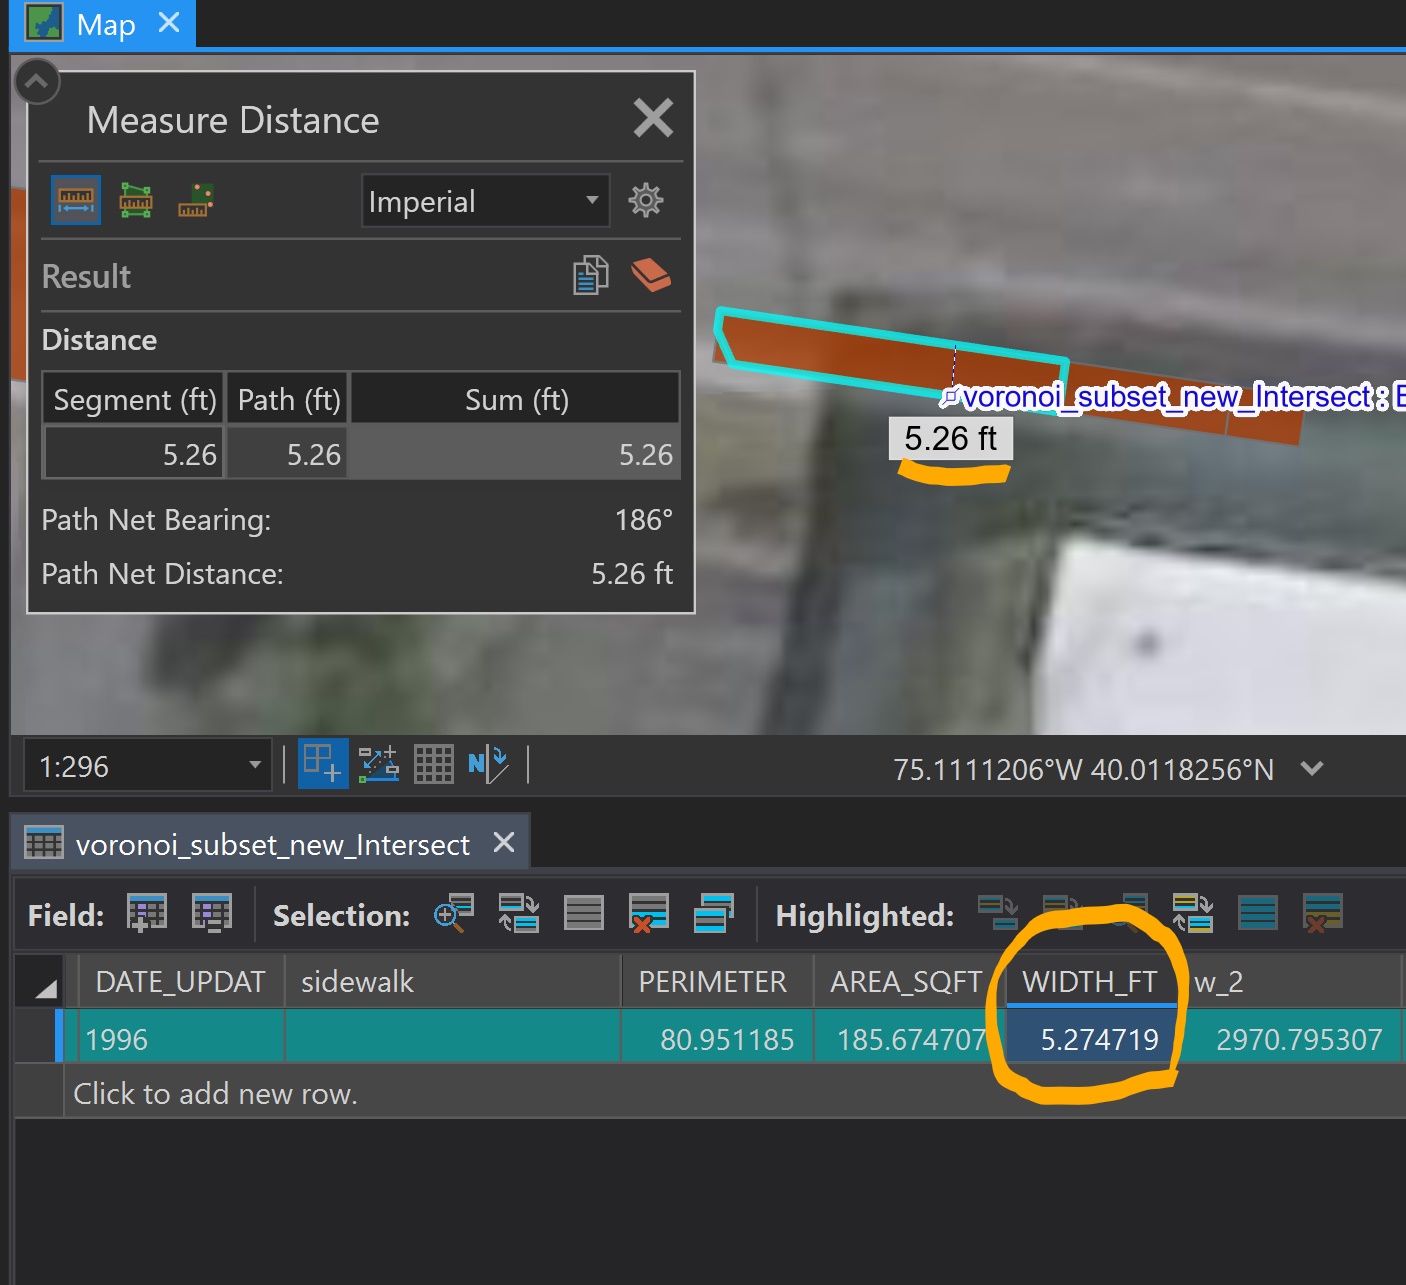 Map
Measure Distance
Imperial
Result
Distance
Segment (ft) Path (ft) Sum (ft)
5.26 5.26 5.26
Path Net Bearing: 186°
Path Net Distance: 5.26 ft
voronoi_subset_new_Intersect : E
5.26 ft
1:296
N
75.1111206°W 40.0118256°N
voronoi_subset_new_Intersect
Field: Selection: Highlighted:
DATE_UPDAT sidewalk PERIMETER AREA_SQFT WIDTH_FT w_2
1996 80.951185 185.674707 5.274719 2970.795307
Click to add new row.